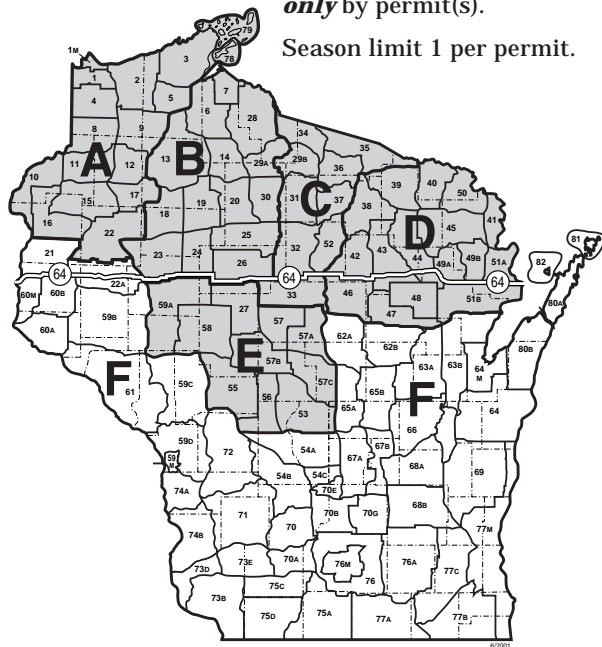 only by permit(s).
Season limit 1 per permit.
79
78
1M
3
1
2
7
5
4
6
28
8
9
34
35
29B
36
11
A
12
13
B
14
29A
10
39
40
50
C
31
37
38
41
17
15
19
20
30
D
45
16
18
22
25
32
52
42
43
44
49A
49B
51A
81
82
21
23
24
26
64
64
64
60M
60B
22A
33
46
48
51B
80A
59A
27
47
60A
59B
58
57
57A
62A
62B
80B
E
57B
63A
63B
64
M
F
61
59C
55
56
57C
65B
F
65A
64
53
66
59D
72
54A
67A
67B
59
M
54B
54C
68A
69
74A
70E
71
70
70B
70G
68B
77M
74B
73D
73E
70A
76M
76A
77C
75C
76
73B
75D
75A
77A
77B
6/2001